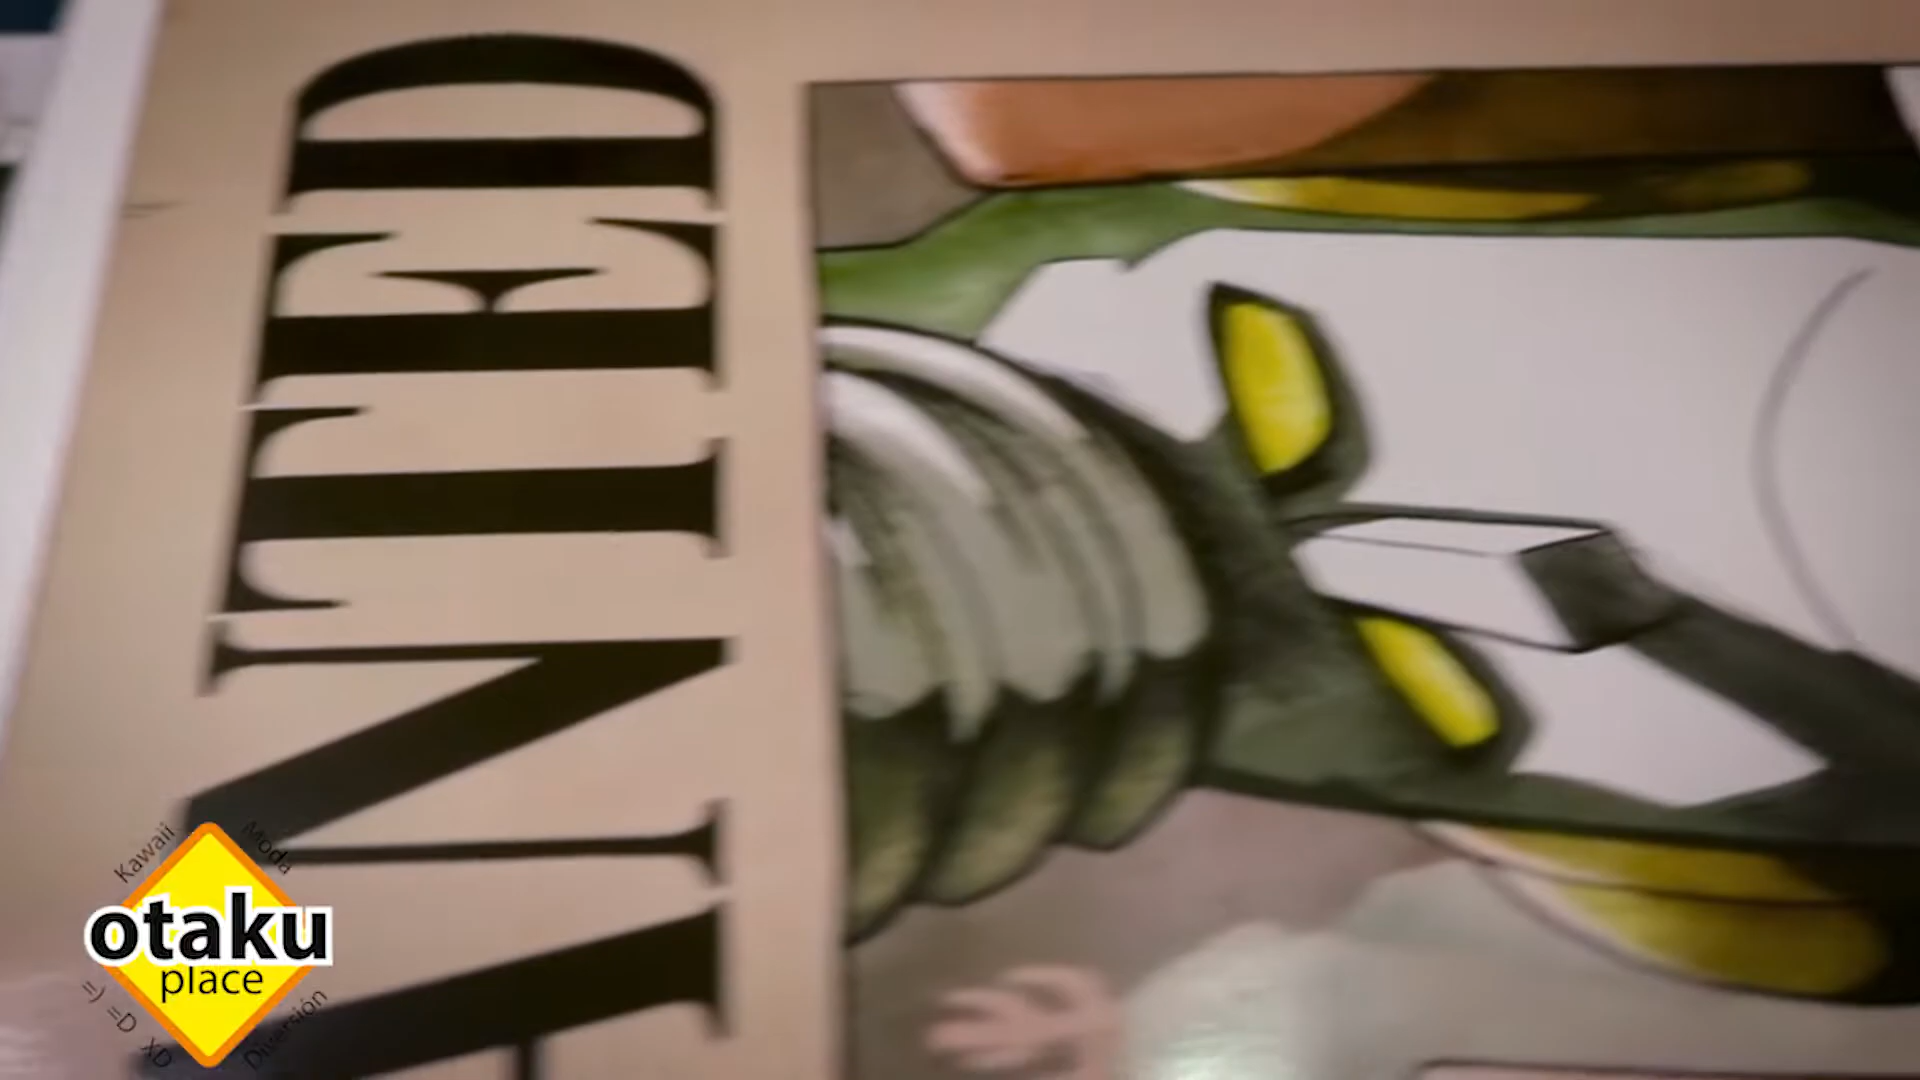 ANTED
Kawaii
Moda
otaku
place
=) =D XD
Diversión